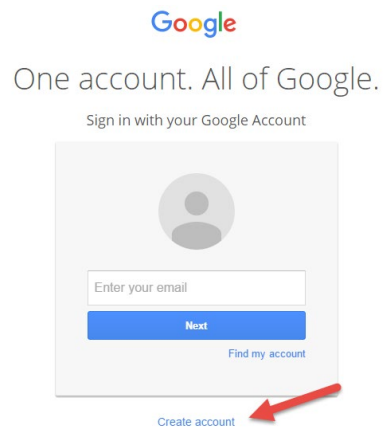 Google
One account. All of Google.
Sign in with your Google Account
Enter your email
Next
Find my account
Create account